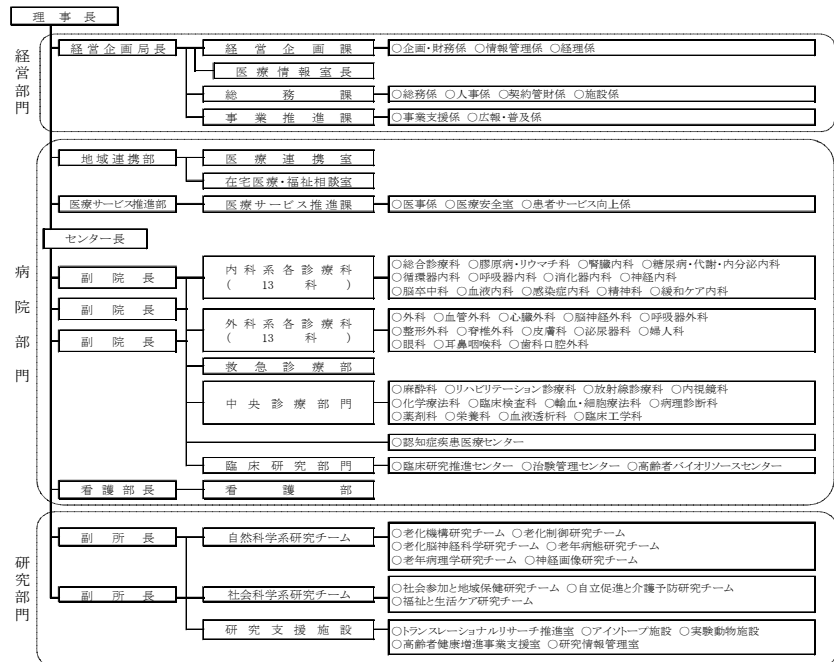 理事長
経営部門
経営企画局長
経営企画課
○企画・財務係 ○情報管理係 ○経理係
医療情報室長
総務課
○総務係 ○人事係 ○契約管財係 ○施設係
事業推進課
○事業支援係 ○広報・普及係
病院部門
地域連携部
医療連携室
在宅医療・福祉相談室
医療サービス推進部
医療サービス推進課
○医事係 ○医療安全室 ○患者サービス向上係
センター長
副院長
内科系各診療科
(13科)
○総合診療科 ○膠原病・リウマチ科 ○腎臓内科 ○糖尿病・代謝・内分泌内科
○循環器内科 ○呼吸器内科 ○消化器内科 ○神経内科
○脳卒中科 ○血液内科 ○感染症内科 ○精神科 ○緩和ケア内科
副院長
副院長
外科系各診療科
(13科)
○外科 ○血管外科 ○心臓外科 ○脳神経外科 ○呼吸器外科
○整形外科 ○脊椎外科 ○皮膚科 ○泌尿器科 ○婦人科
○眼科 ○耳鼻咽喉科 ○歯科口腔外科
救急診療部
中央診療部門
○麻酔科 ○リハビリテーション診療科 ○放射線診療科 ○内視鏡科
○化学療法科 ○臨床検査科 ○輸血・細胞療法科 ○病理診断科
○薬剤科 ○栄養科 ○血液透析科 ○臨床工学科
○認知症疾患医療センター
臨床研究部門
○臨床研究推進センター ○治験管理センター ○高齢者バイオリソースセンター
看護部長
看護部
研究部門
副所長
自然科学系研究チーム
○老化機構研究チーム ○老化制御研究チーム
○老化脳神経科学研究チーム ○老年病態研究チーム
○老年病理学研究チーム ○神経画像研究チーム
副所長
社会科学系研究チーム
○社会参加と地域保健研究チーム ○自立促進と介護予防研究チーム
○福祉と生活ケア研究チーム
研究支援施設
○トランスレーショナルリサーチ推進室 ○アイソトープ施設 ○実験動物施設
○高齢者健康増進事業支援室 ○研究情報管理室